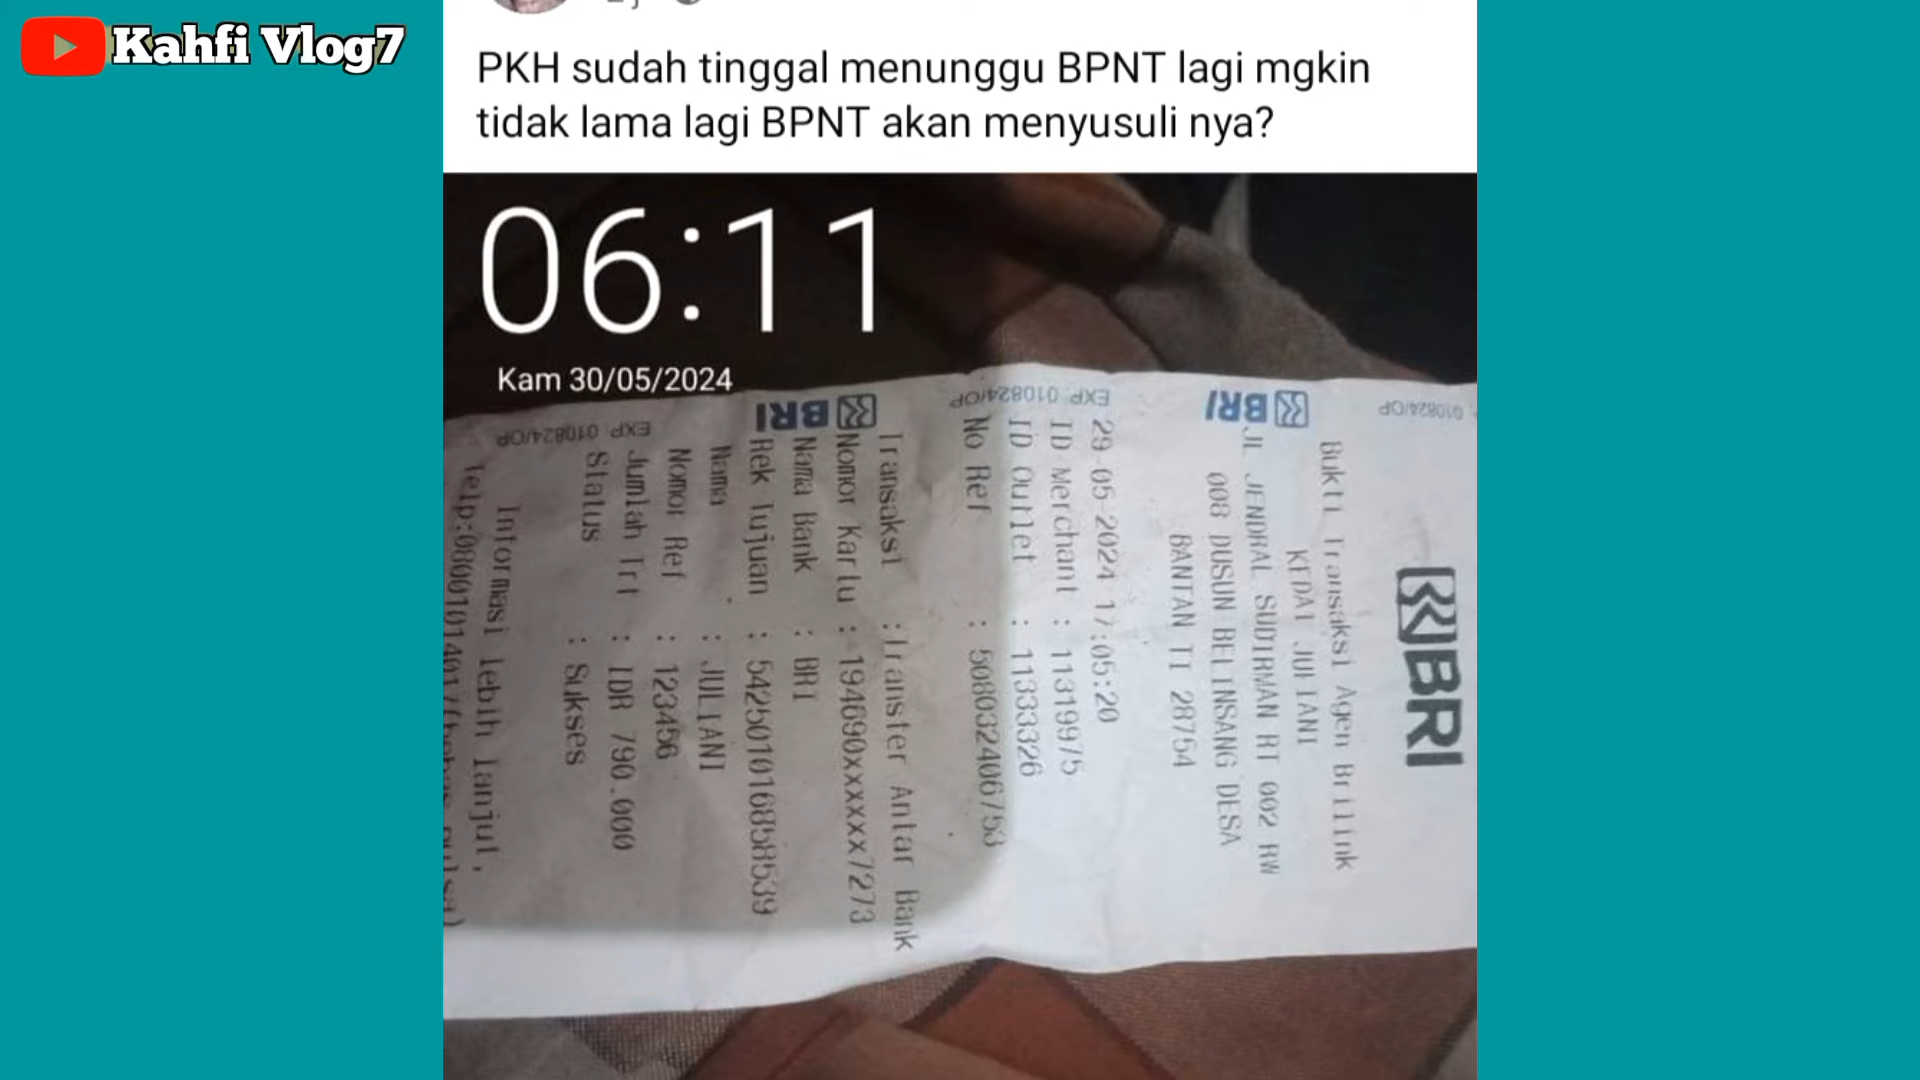 Kahfi Vlog7
PKH sudah tinggal menunggu BPNT lagi mgkin
tidak lama lagi BPNT akan menyusuli nya?
06:11
Kam 30/05/2024
BRI
Bukti Transaksi Agen Brilink
KEDAI JULIANI
JL JENDRAL SUDIRMAN RT 002 RW
008 DUSUN BELINSANG DESA
BANTAN TI 28754
29-05-2024 17:05:20
ID Merchant : 11319975
ID Outlet : 11333326
No Ref : 508032406753
Transaksi :Transfer Antar Bank
Nomor Kartu : 194690xxxxxx7273
Nama Bank : BRI
Rek Tujuan : 542501016858539
Nama : JULIANI
Nomor Ref : 123456
Jumlah Trf : IDR 790.000
Status : Sukses
Informasi lebih lanjut,
010824/OP
BRI
EXP 010824/OP
BRI
EXP 010824/OP